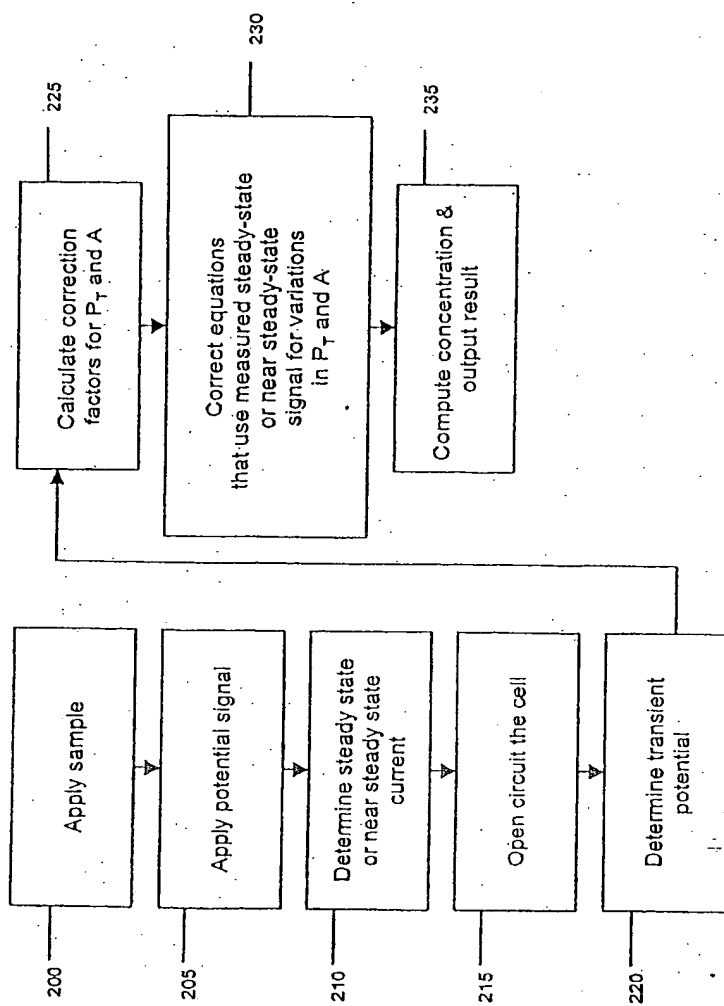 200
Apply sample
205
Apply potential signal
210
Determine steady state
or near steady state
current
215
Open circuit the cell
220
Determine transient
potential
225
Calculate correction
factors for P_T and A
230
Correct equations
that use measured steady-state
or near steady-state
signal for variations
in P_T and A
235
Compute concentration &
output result